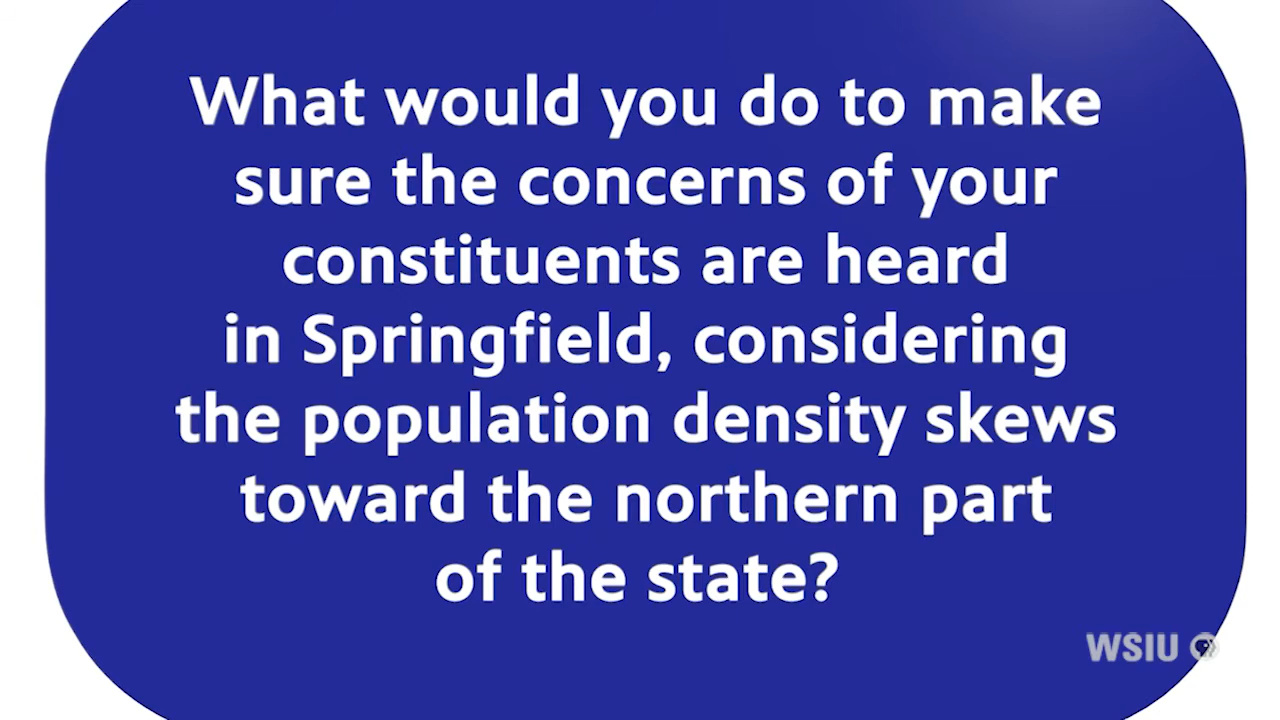 What would you do to make
sure the concerns of your
constituents are heard
in Springfield, considering
the population density skews
toward the northern part
of the state?
WSIU